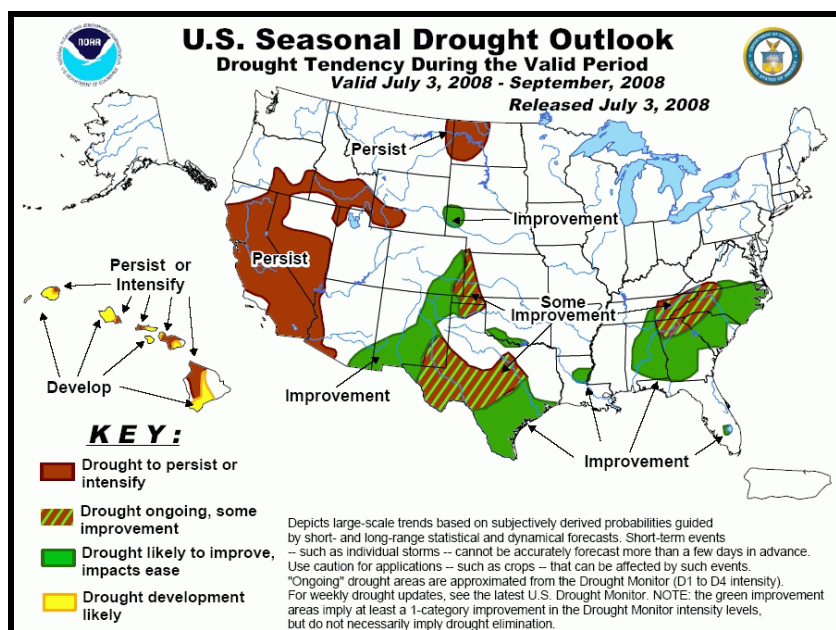 U.S. Seasonal Drought Outlook
Drought Tendency During the Valid Period
Valid July 3, 2008 - September, 2008
Released July 3, 2008
NOAA
Persist
Improvement
Persist
Persist or
Intensify
Some
Improvement
Develop
Improvement
Improvement
KEY:
Drought to persist or
intensify
Drought ongoing, some
improvement
Drought likely to improve,
impacts ease
Drought development
likely
Depicts large-scale trends based on subjectively derived probabilities guided
by short- and long-range statistical and dynamical forecasts. Short-term events
-- such as individual storms -- cannot be accurately forecast more than a few days in advance.
Use caution for applications -- such as crops -- that can be affected by such events.
"Ongoing" drought areas are approximated from the Drought Monitor (D1 to D4 intensity).
For weekly drought updates, see the latest U.S. Drought Monitor. NOTE: the green improvement
areas imply at least a 1-category improvement in the Drought Monitor intensity levels,
but do not necessarily imply drought elimination.